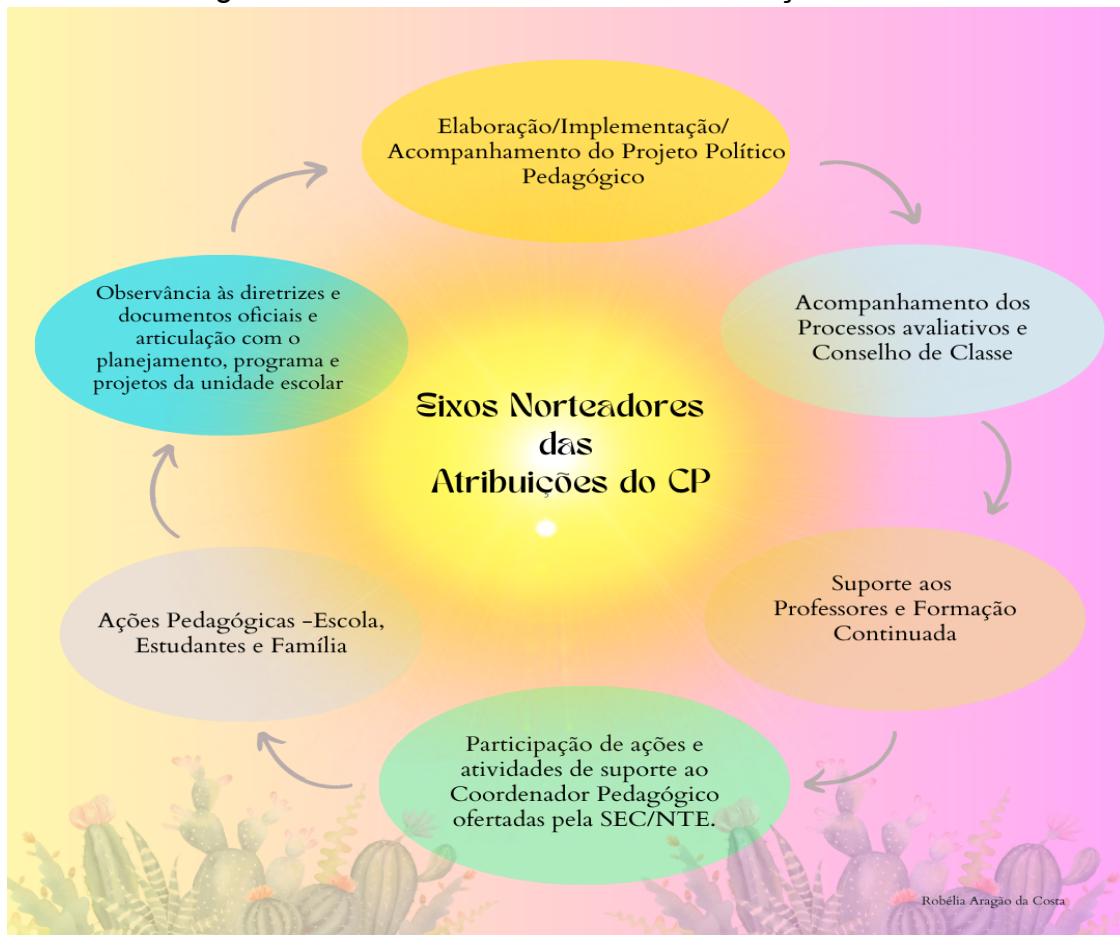 Elaboração/Implementação/
Acompanhamento do Projeto Político
Pedagógico
Acompanhamento dos
Processos avaliativos e
Conselho de Classe
Suporte aos
Professores e Formação
Continuada
Participação de ações e
atividades de suporte ao
Coordenador Pedagógico
ofertadas pela SEC/NTE.
Ações Pedagógicas -Escola,
Estudantes e Família
Observância às diretrizes e
documentos oficiais e
articulação com o
planejamento, programa e
projetos da unidade escolar
Eixos Norteadores
das
Atribuições do CP
Robélia Aragão da Costa